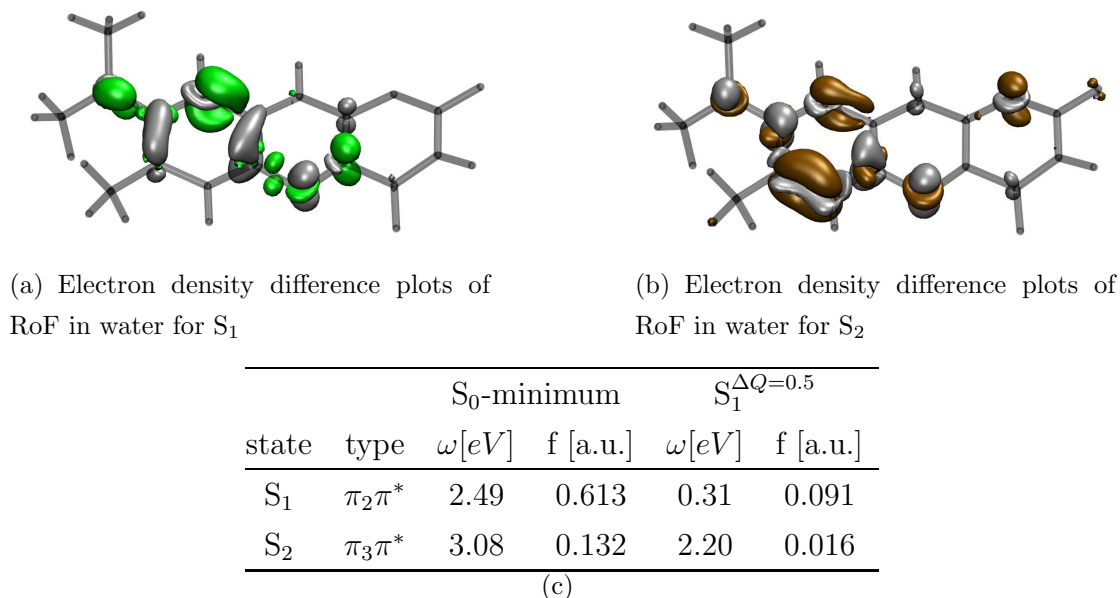 (a) Electron density difference plots of
RoF in water for S₁
(b) Electron density difference plots of
RoF in water for S₂
S₀-minimum S₁^{ΔQ=0.5}
state type ω[eV] f [a.u.] ω[eV] f [a.u.]
S₁ π₂π* 2.49 0.613 0.31 0.091
S₂ π₃π* 3.08 0.132 2.20 0.016
(c)